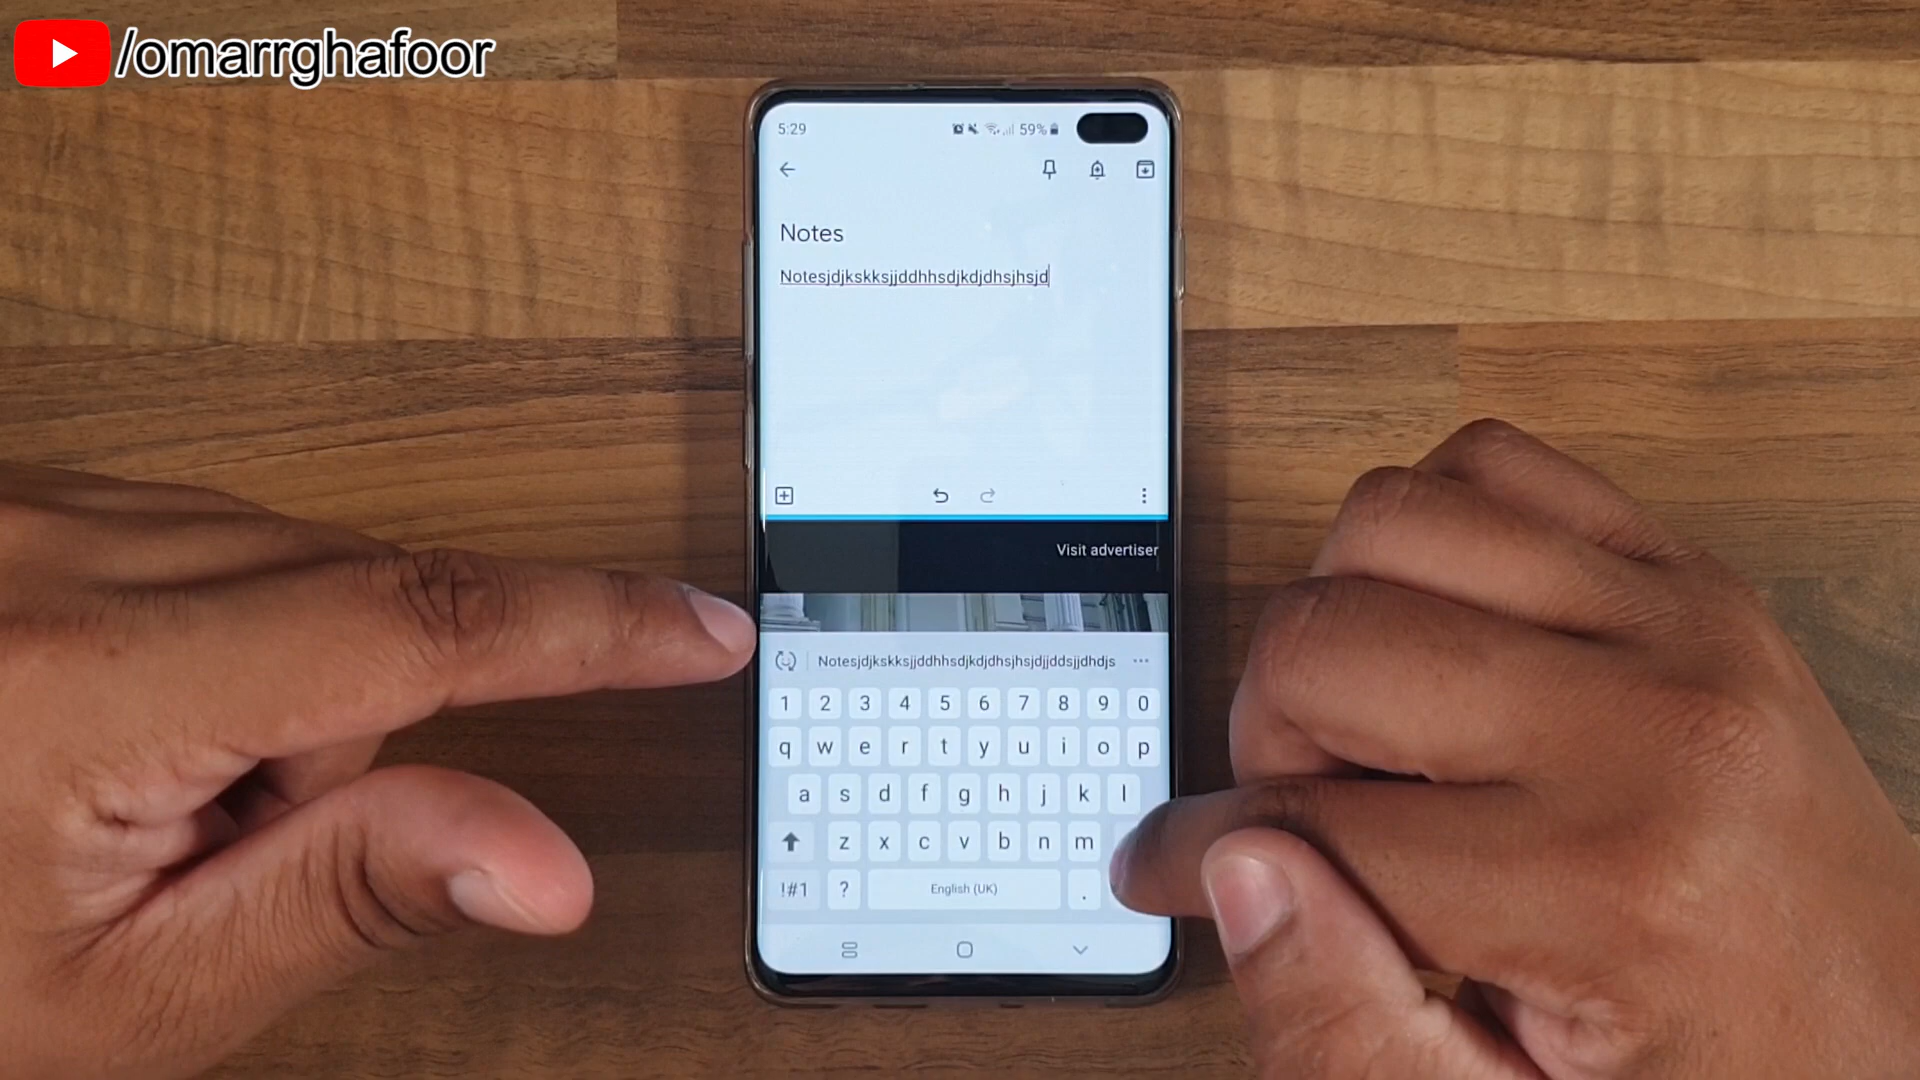 /omarrghafoor
5:29
59%
Notes
Notesjdjkskksjjddhhsdjkdjdhsjhsjd
Visit advertiser
Notesjdjkskksjjddhhsdjkdjdhsjhsjdjjddsjjdhdjs
1 2 3 4 5 6 7 8 9 0
q w e r t y u i o p
a s d f g h j k l
z x c v b n m
!#1 ? English (UK) .